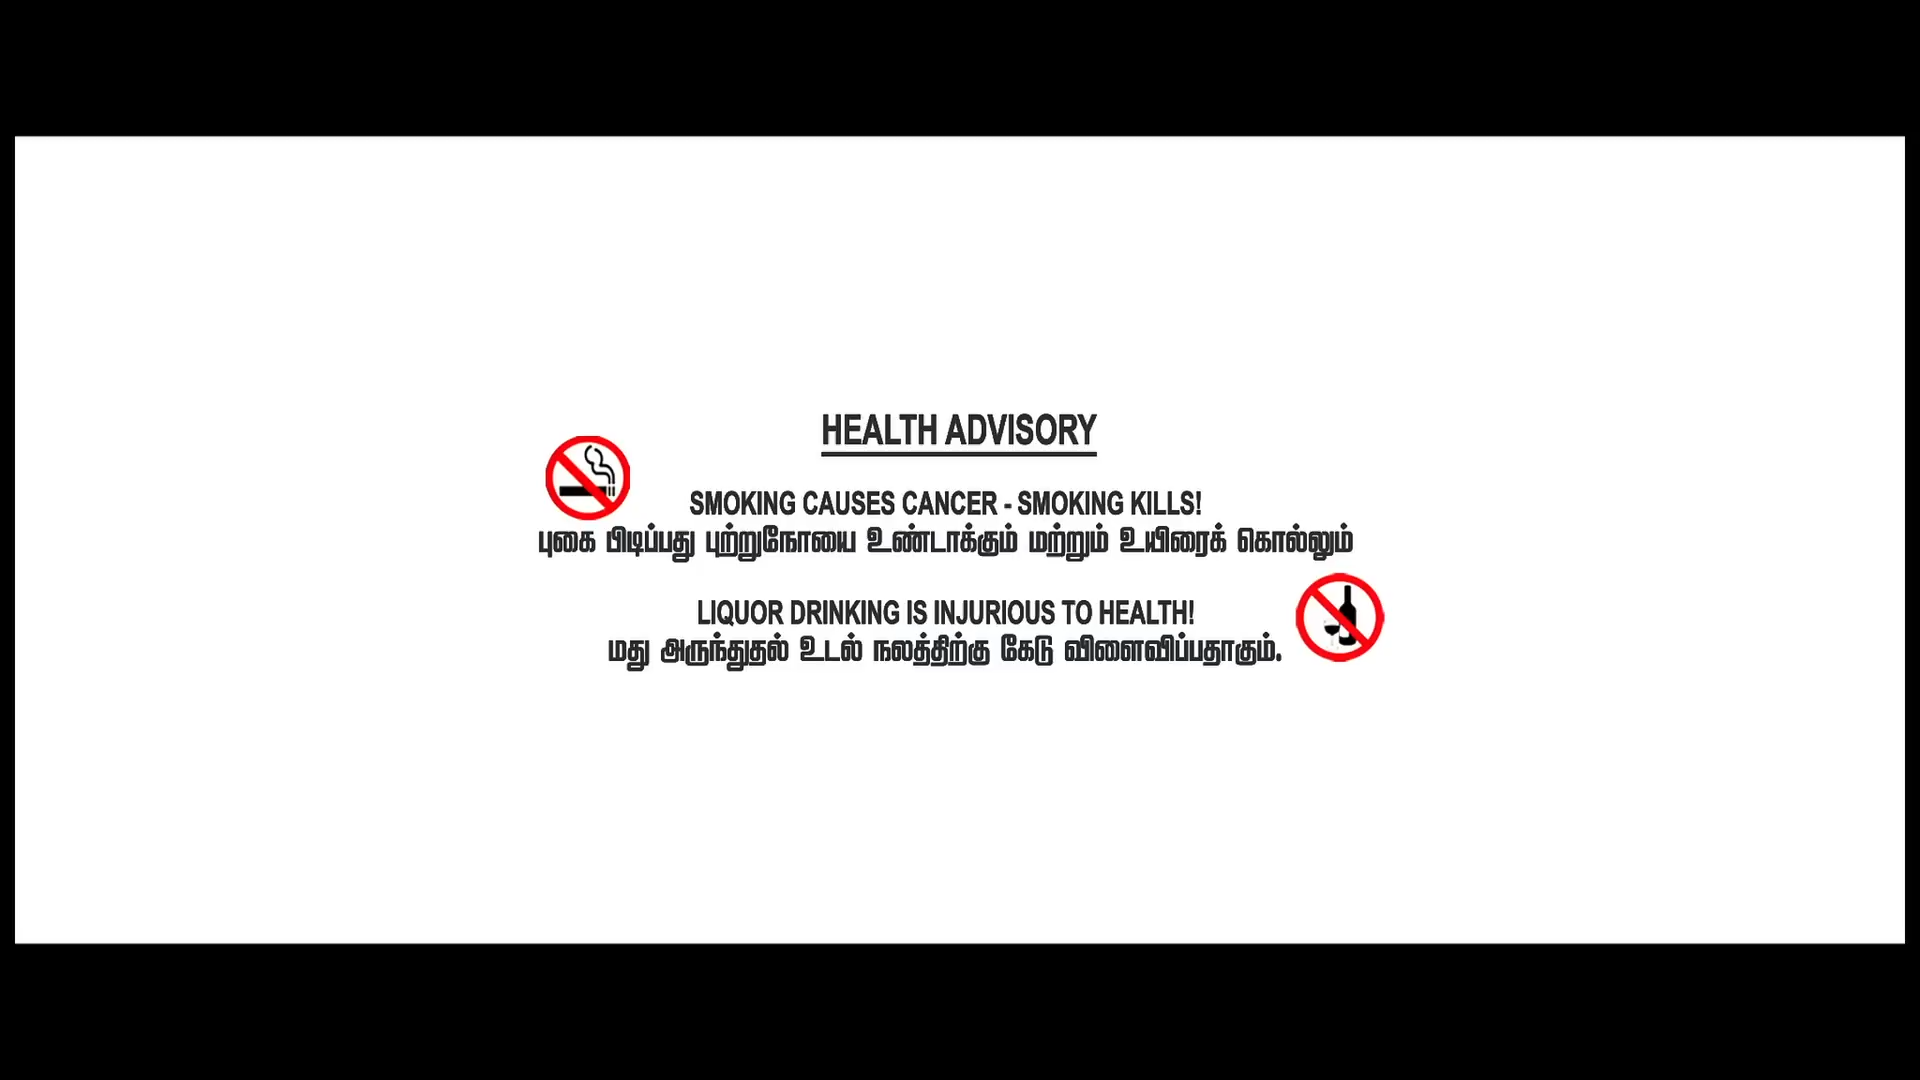 HEALTH ADVISORY
SMOKING CAUSES CANCER - SMOKING KILLS!
புகை பிடிப்பது புற்றுநோயை உண்டாக்கும் மற்றும் உயிரைக் கொல்லும்
LIQUOR DRINKING IS INJURIOUS TO HEALTH!
மது அருந்துதல் உடல் நலத்திற்கு கேடு விளைவிப்பதாகும்.